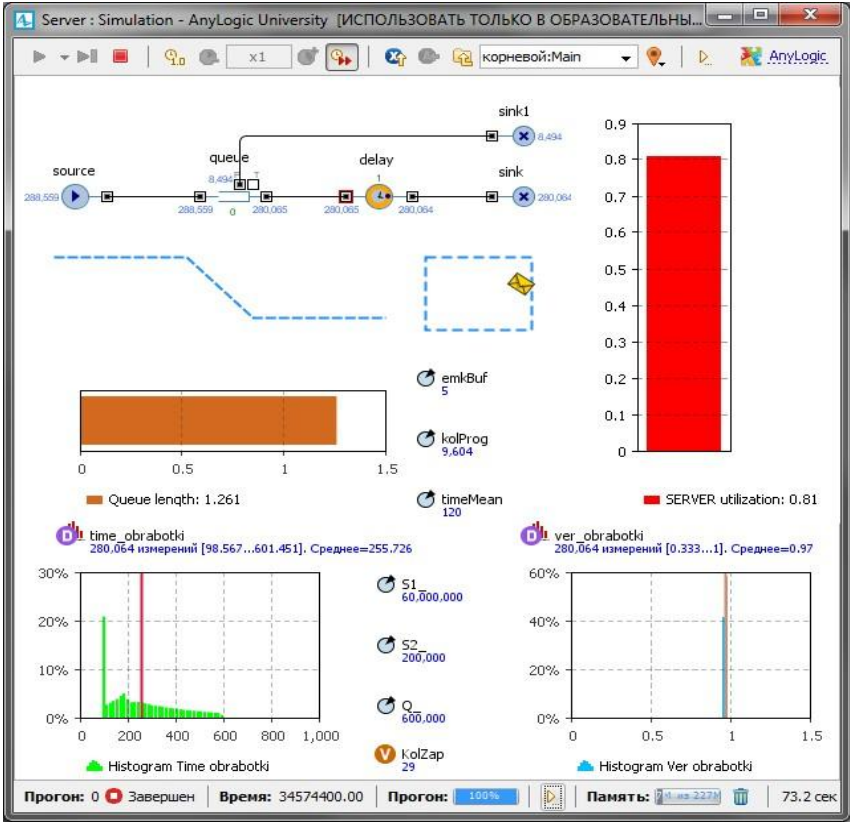 Server : Simulation - AnyLogic University [ИСПОЛЬЗОВАТЬ ТОЛЬКО В ОБРАЗОВАТЕЛЬНЫ...
x1
корневой:Main
AnyLogic
sink1
8,494
source
queue
delay
sink
8,494
T
1
288,559
288,559
0
280,065
280,065
280,064
280,064
0.9
0.8
0.7
0.6
0.5
0.4
0.3
0.2
0.1
0
SERVER utilization: 0.81
emkBuf
5
kolProg
9,604
timeMean
120
0 0.5 1 1.5
Queue length: 1.261
time_obrabotki
280,064 измерений [98.567...601.451]. Среднее=255.726
ver_obrabotki
280,064 измерений [0.333...1]. Среднее=0.97
30%
20%
10%
0%
0 200 400 600 800 1,000
Histogram Time obrabotki
S1_
60,000,000
S2_
200,000
Q_
600,000
V KolZap
29
60%
40%
20%
0%
0 0.5 1 1.5
Histogram Ver obrabotki
Прогон: 0 Завершен Время: 34574400.00 Прогон: 100% Память: из 227M 73.2 сек